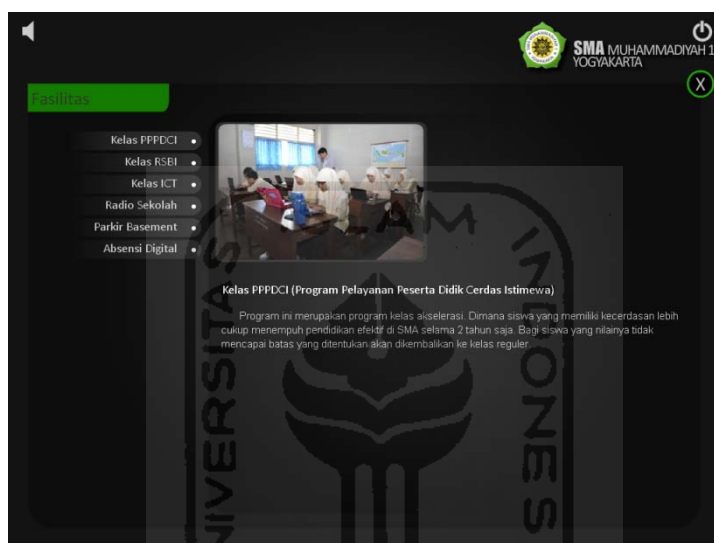 SMA MUHAMMADIYAH 1
YOGYAKARTA
X
Fasilitas
Kelas PPPDCI
Kelas RSBI
Kelas ICT
Radio Sekolah
Parkir Basement
Absensi Digital
Kelas PPPDCI (Program Pelayanan Peserta Didik Cerdas Istimewa)
Program ini merupakan program kelas akselerasi. Dimana siswa yang memiliki kecerdasan lebih
cukup menempuh pendidikan efektif di SMA selama 2 tahun saja. Bagi siswa yang nilainya tidak
mencapai batas yang ditentukan akan dikembalikan ke kelas reguler.
UNIVERSITAS
ISLAM
INDONES